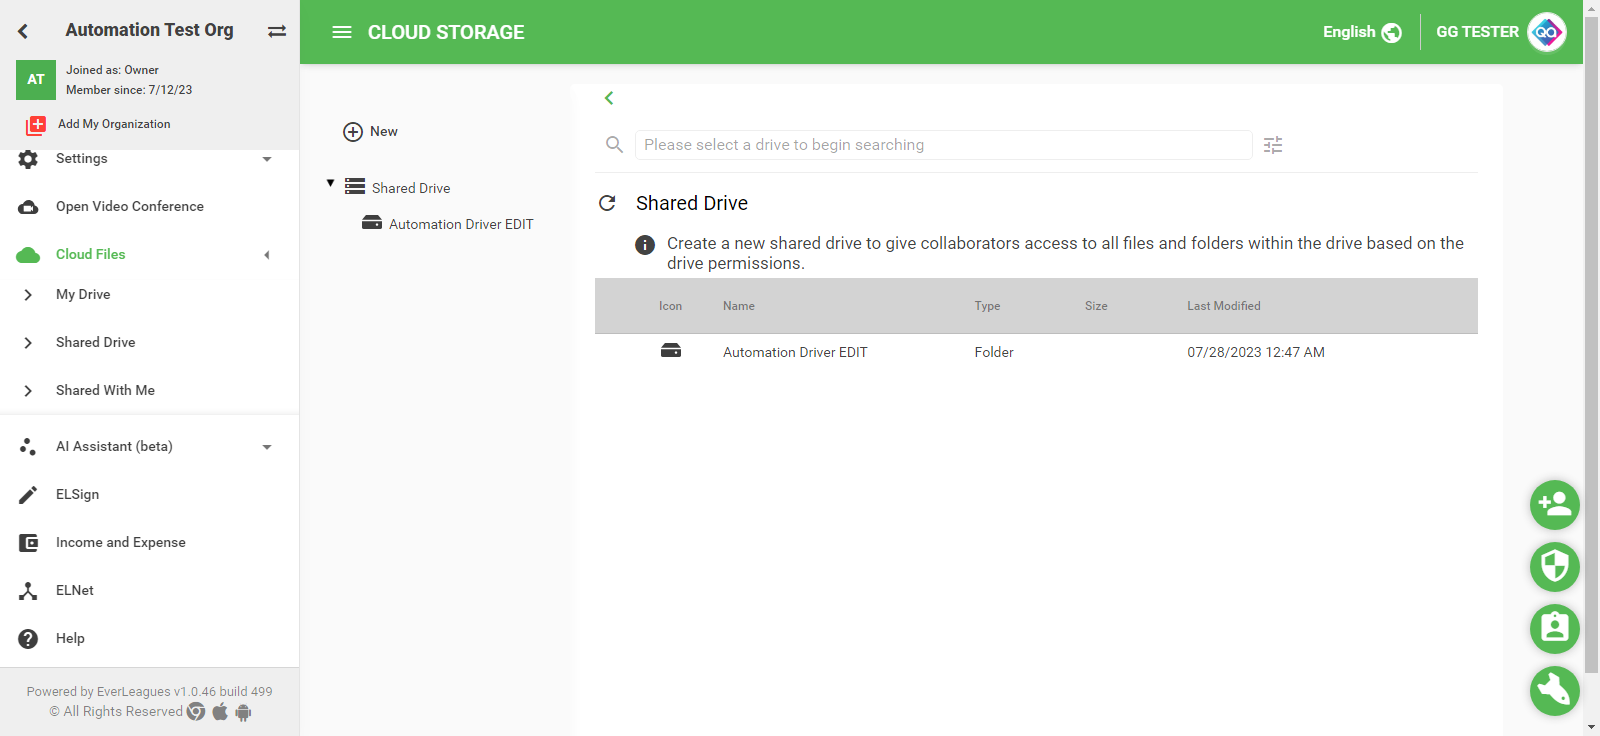 Automation Test Org
AT
Joined as: Owner
Member since: 7/12/23
Add My Organization
Settings
Open Video Conference
Cloud Files
My Drive
Shared Drive
Shared With Me
AI Assistant (beta)
ELSign
Income and Expense
ELNet
Help
Powered by EverLeagues v1.0.46 build 499
© All Rights Reserved
CLOUD STORAGE
English
GG TESTER
QA
New
Shared Drive
Automation Driver EDIT
Please select a drive to begin searching
Shared Drive
Create a new shared drive to give collaborators access to all files and folders within the drive based on the
drive permissions.
Icon Name Type Size Last Modified
Automation Driver EDIT Folder 07/28/2023 12:47 AM